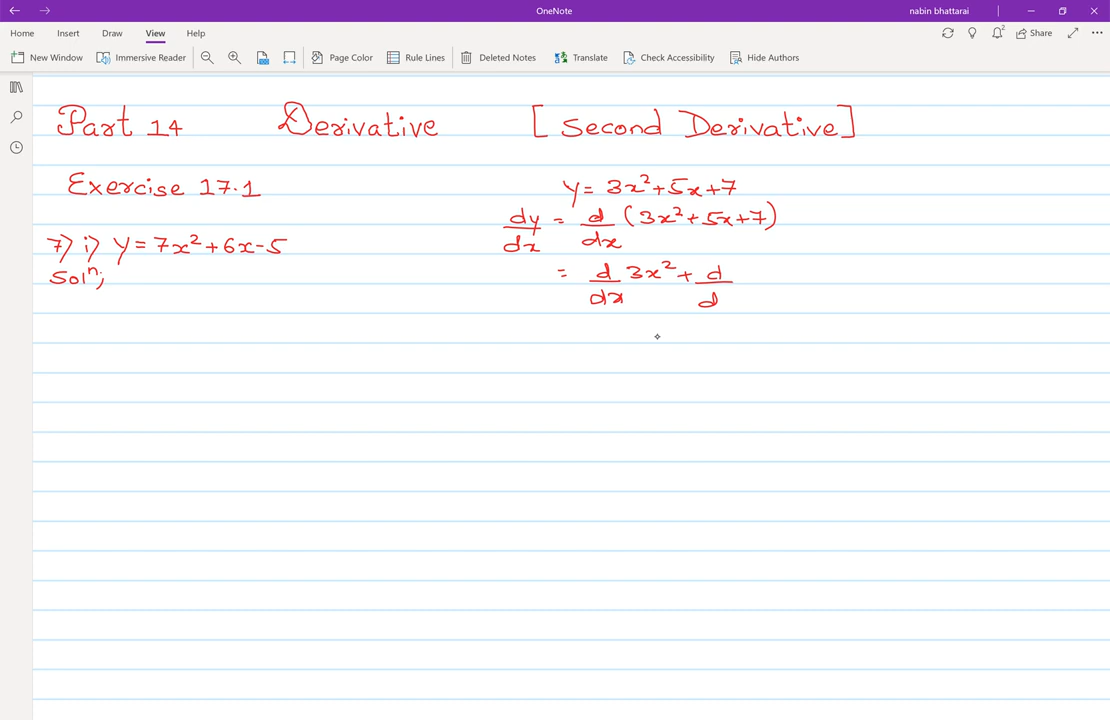 OneNote
nabin bhattarai
Home Insert Draw View Help
2 Share
New Window Immersive Reader Page Color Rule Lines Deleted Notes Translate Check Accessibility Hide Authors
Part 14 Derivative [Second Derivative]
Exercise 17.1
7) i) y = 7x² + 6x - 5
Solⁿ;
y = 3x² + 5x + 7
dy/dx = d/dx (3x² + 5x + 7)
= d/dx 3x² + d/d